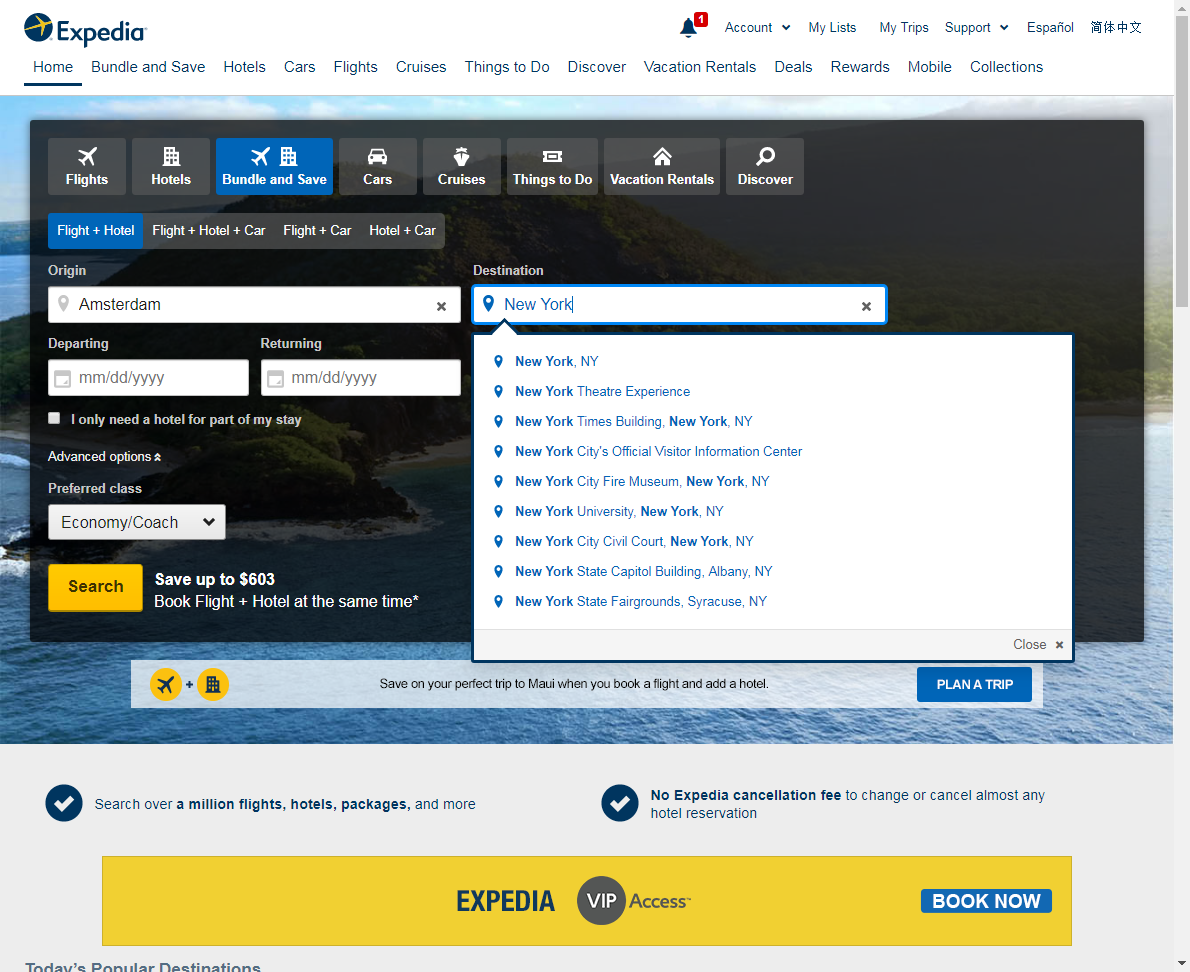 Expedia
1
Account
My Lists
My Trips
Support
Español
简体中文
Home
Bundle and Save
Hotels
Cars
Flights
Cruises
Things to Do
Discover
Vacation Rentals
Deals
Rewards
Mobile
Collections
Flights
Hotels
Bundle and Save
Cars
Cruises
Things to Do
Vacation Rentals
Discover
Flight + Hotel
Flight + Hotel + Car
Flight + Car
Hotel + Car
Origin
Amsterdam
Destination
New York
Departing
mm/dd/yyyy
Returning
mm/dd/yyyy
I only need a hotel for part of my stay
Advanced options
Preferred class
Economy/Coach
Search
Save up to $603
Book Flight + Hotel at the same time*
New York, NY
New York Theatre Experience
New York Times Building, New York, NY
New York City's Official Visitor Information Center
New York City Fire Museum, New York, NY
New York University, New York, NY
New York City Civil Court, New York, NY
New York State Capitol Building, Albany, NY
New York State Fairgrounds, Syracuse, NY
Close
+
Save on your perfect trip to Maui when you book a flight and add a hotel.
PLAN A TRIP
Search over a million flights, hotels, packages, and more
No Expedia cancellation fee to change or cancel almost any
hotel reservation
EXPEDIA
VIP Access™
BOOK NOW
Today's Popular Destinations